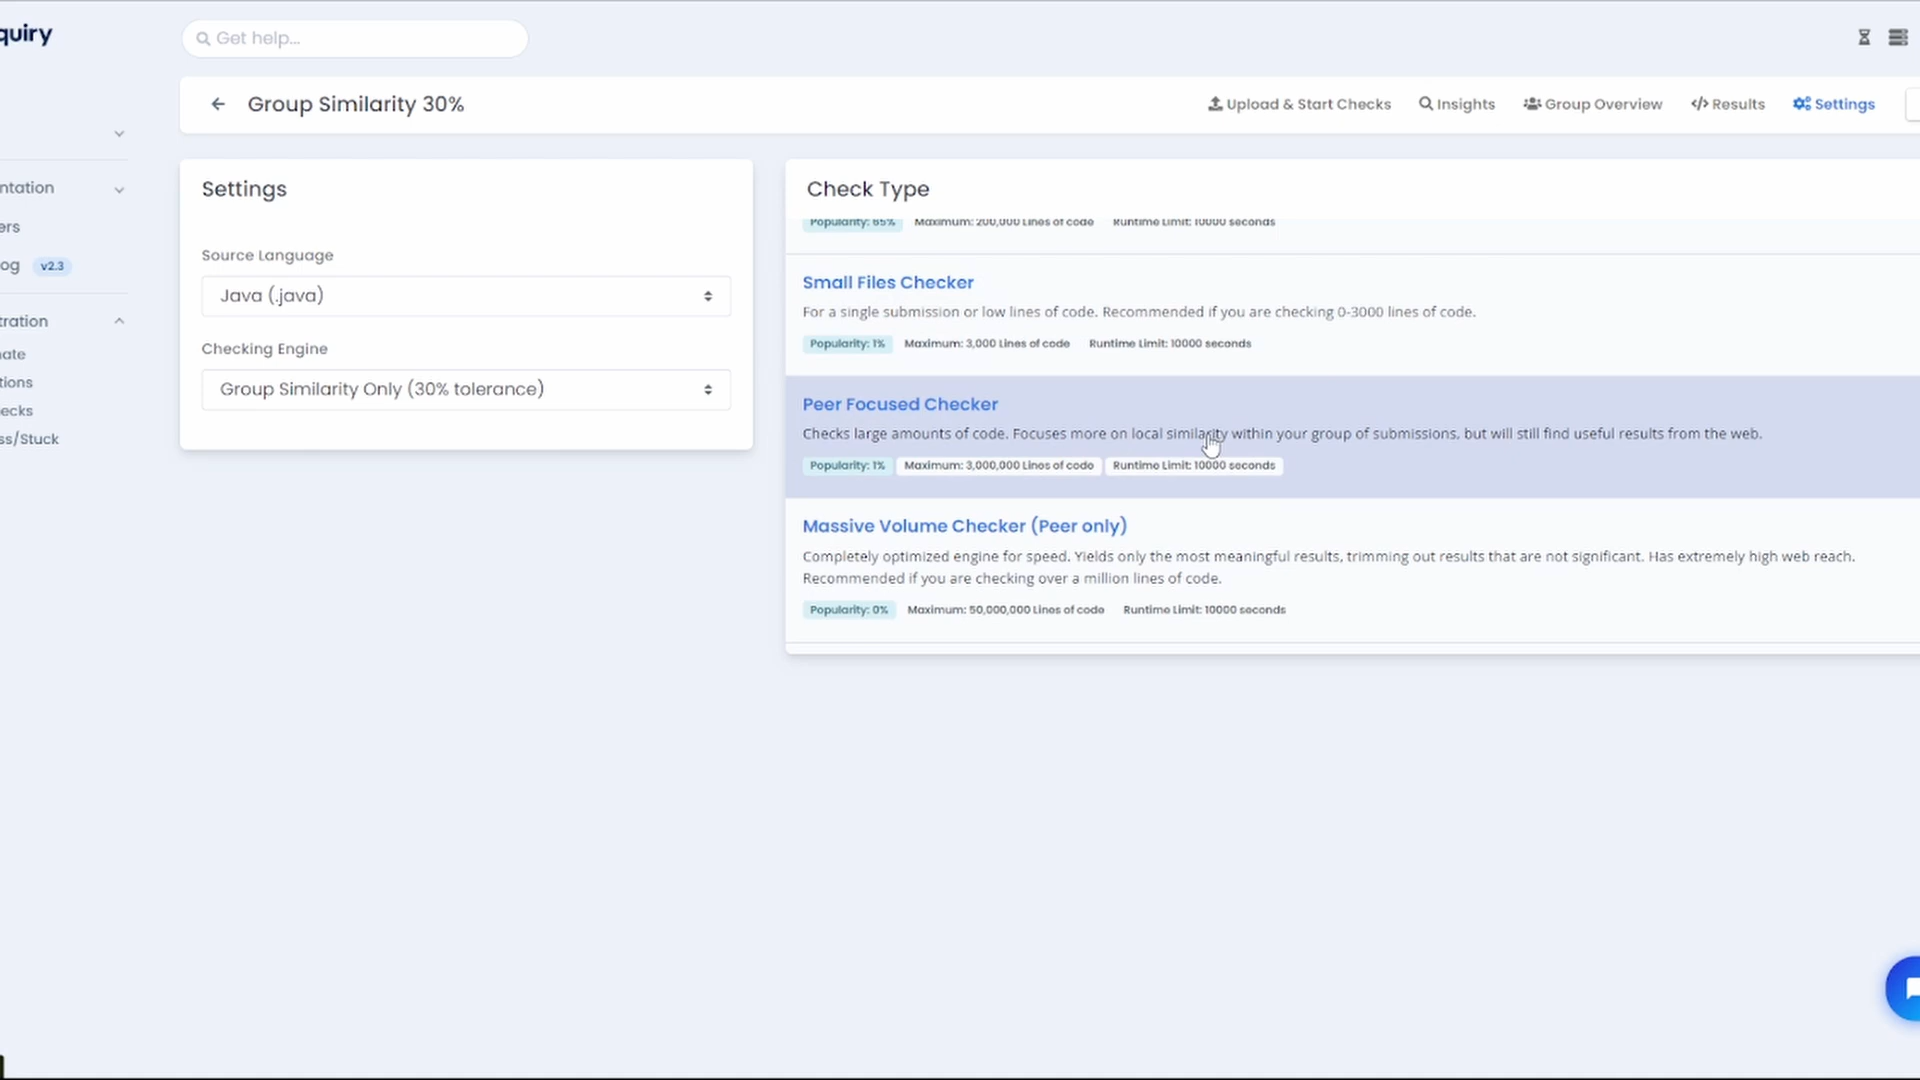 quiry
Get help...
Group Similarity 30%
Upload & Start Checks
Insights
Group Overview
Results
Settings
ntation
ers
og v2.3
tration
ate
tions
ecks
ss/Stuck
Settings
Source Language
Java (.java)
Checking Engine
Group Similarity Only (30% tolerance)
Check Type
Popularity: 65% Maximum: 200,000 Lines of code Runtime Limit: 10000 seconds
Small Files Checker
For a single submission or low lines of code. Recommended if you are checking 0-3000 lines of code.
Popularity: 1% Maximum: 3,000 Lines of code Runtime Limit: 10000 seconds
Peer Focused Checker
Checks large amounts of code. Focuses more on local similarity within your group of submissions, but will still find useful results from the web.
Popularity: 1% Maximum: 3,000,000 Lines of code Runtime Limit: 10000 seconds
Massive Volume Checker (Peer only)
Completely optimized engine for speed. Yields only the most meaningful results, trimming out results that are not significant. Has extremely high web reach.
Recommended if you are checking over a million lines of code.
Popularity: 0% Maximum: 50,000,000 Lines of code Runtime Limit: 10000 seconds